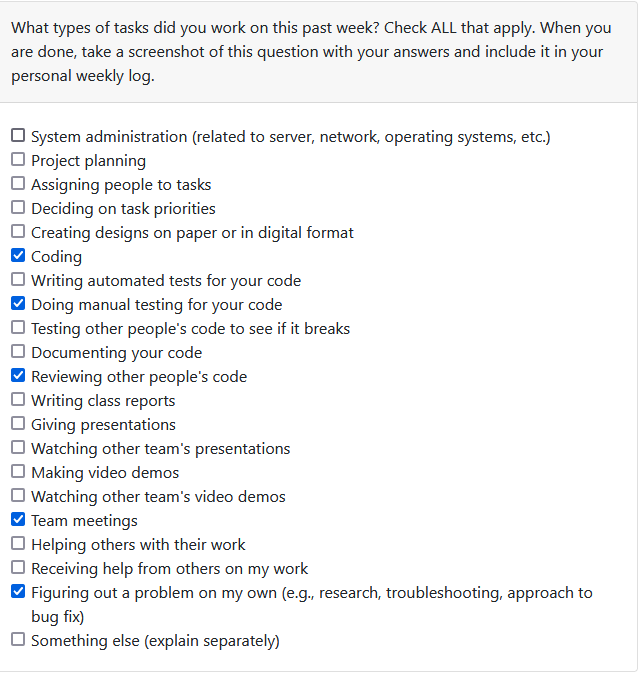 What types of tasks did you work on this past week? Check ALL that apply. When you
are done, take a screenshot of this question with your answers and include it in your
personal weekly log.
System administration (related to server, network, operating systems, etc.)
Project planning
Assigning people to tasks
Deciding on task priorities
Creating designs on paper or in digital format
Coding
Writing automated tests for your code
Doing manual testing for your code
Testing other people's code to see if it breaks
Documenting your code
Reviewing other people's code
Writing class reports
Giving presentations
Watching other team's presentations
Making video demos
Watching other team's video demos
Team meetings
Helping others with their work
Receiving help from others on my work
Figuring out a problem on my own (e.g., research, troubleshooting, approach to
bug fix)
Something else (explain separately)